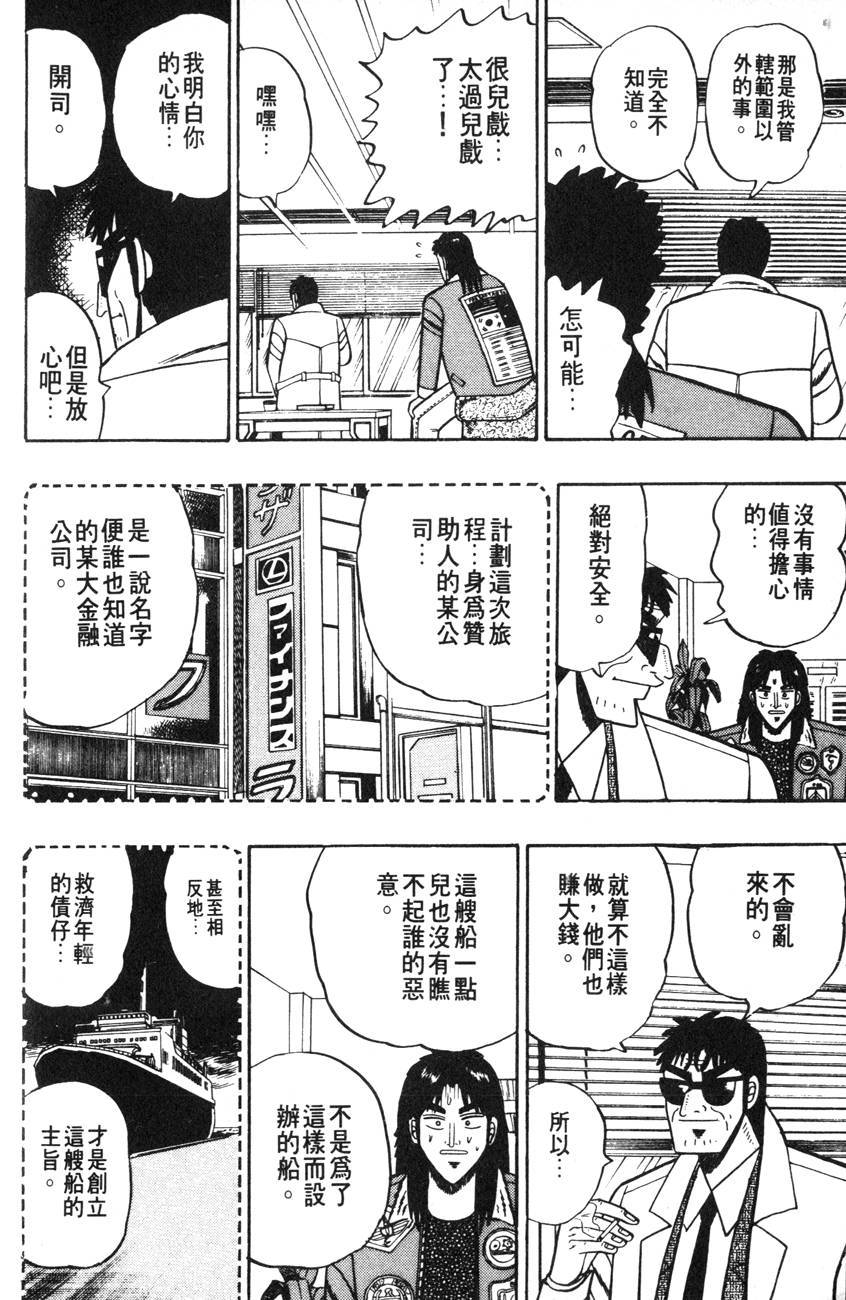 那是我管
轄範圍以
外的事。
完全不
知道。
怎可能…
很兒戲…
太過兒戲
了…！
嘿嘿…
我明白你
的心情…
開司。
但是放
心吧…
沒有事情
值得擔心
的…
絕對安全。
計劃這次旅
程…身爲贊
助人的某公
司…
ンザ
ファイナンス
ラ
是一說名字
便誰也知道
的某大金融
公司。
フ
不會亂
來的。
就算不這樣
做，他們也
賺大錢。
所以…
這艘船一點
兒也沒有瞧
不起誰的惡
意。
不是爲了
這樣而設
辦的船。
甚至相
反地…
救濟年輕
的債仔…
才是創立
這艘船的
主旨。